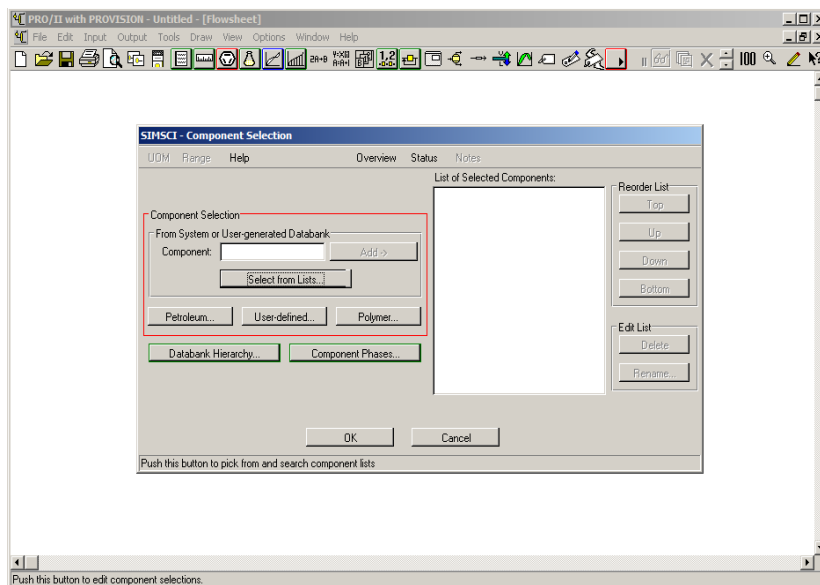 PRO/II with PROVISION - Untitled - [Flowsheet]
File Edit Input Output Tools Draw View Options Window Help
2A+B 1,2 100
SIMSCI - Component Selection
UOM Range Help Overview Status Notes
List of Selected Components:
Reorder List
Top
Component Selection
From System or User-generated Databank
Up
Component: Add ->
Down
Select from Lists...
Bottom
Petroleum... User-defined... Polymer...
Edit List
Delete
Databank Hierarchy... Component Phases...
Rename...
OK Cancel
Push this button to pick from and search component lists
Push this button to edit component selections.